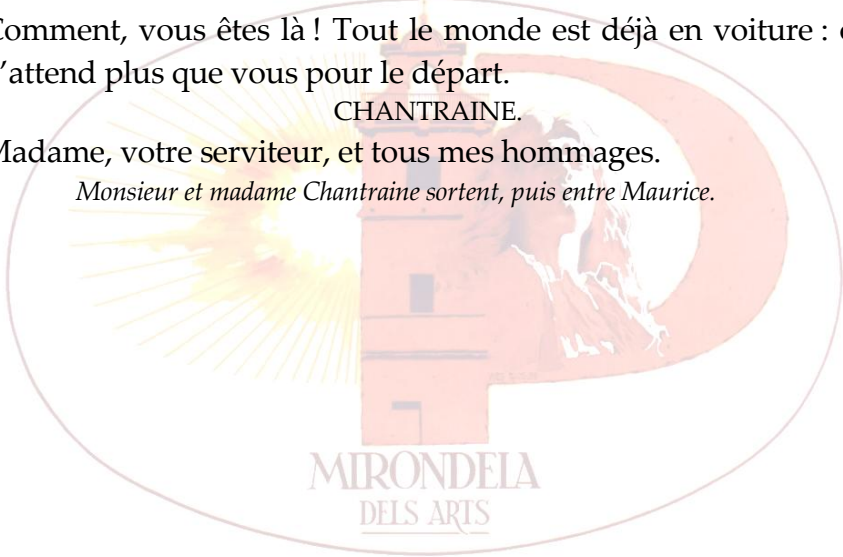 Comment, vous êtes là ! Tout le monde est déjà en voiture :
n’attend plus que vous pour le départ.
CHANTRAINE.
Madame, votre serviteur, et tous mes hommages.
Monsieur et madame Chantraine sortent, puis entre Maurice.
MIRONDELA
DELS ARTS